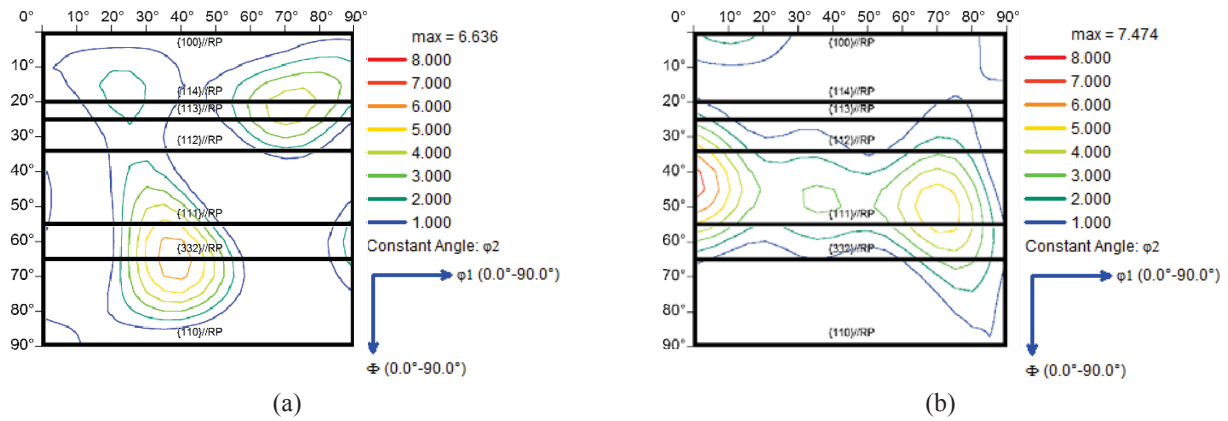 0° 10° 20° 30° 40° 50° 60° 70° 80° 90°
10°
20°
30°
40°
50°
60°
70°
80°
90°
{100}//RP
{114}//RP
{113}//RP
{112}//RP
{111}//RP
{332}//RP
{110}//RP
max = 6.636
8.000
7.000
6.000
5.000
4.000
3.000
2.000
1.000
Constant Angle: φ2
φ1 (0.0°-90.0°)
Φ (0.0°-90.0°)
(a)
0° 10° 20° 30° 40° 50° 60° 70° 80° 90°
10°
20°
30°
40°
50°
60°
70°
80°
90°
{100}//RP
{114}//RP
{113}//RP
{112}//RP
{111}//RP
{332}//RP
{110}//RP
max = 7.474
8.000
7.000
6.000
5.000
4.000
3.000
2.000
1.000
Constant Angle: φ2
φ1 (0.0°-90.0°)
Φ (0.0°-90.0°)
(b)